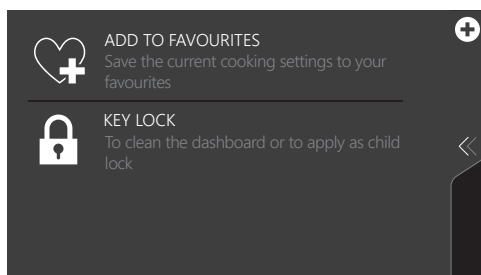 ADD TO FAVOURITES
Save the current cooking settings to your
favourites
KEY LOCK
To clean the dashboard or to apply as child
lock